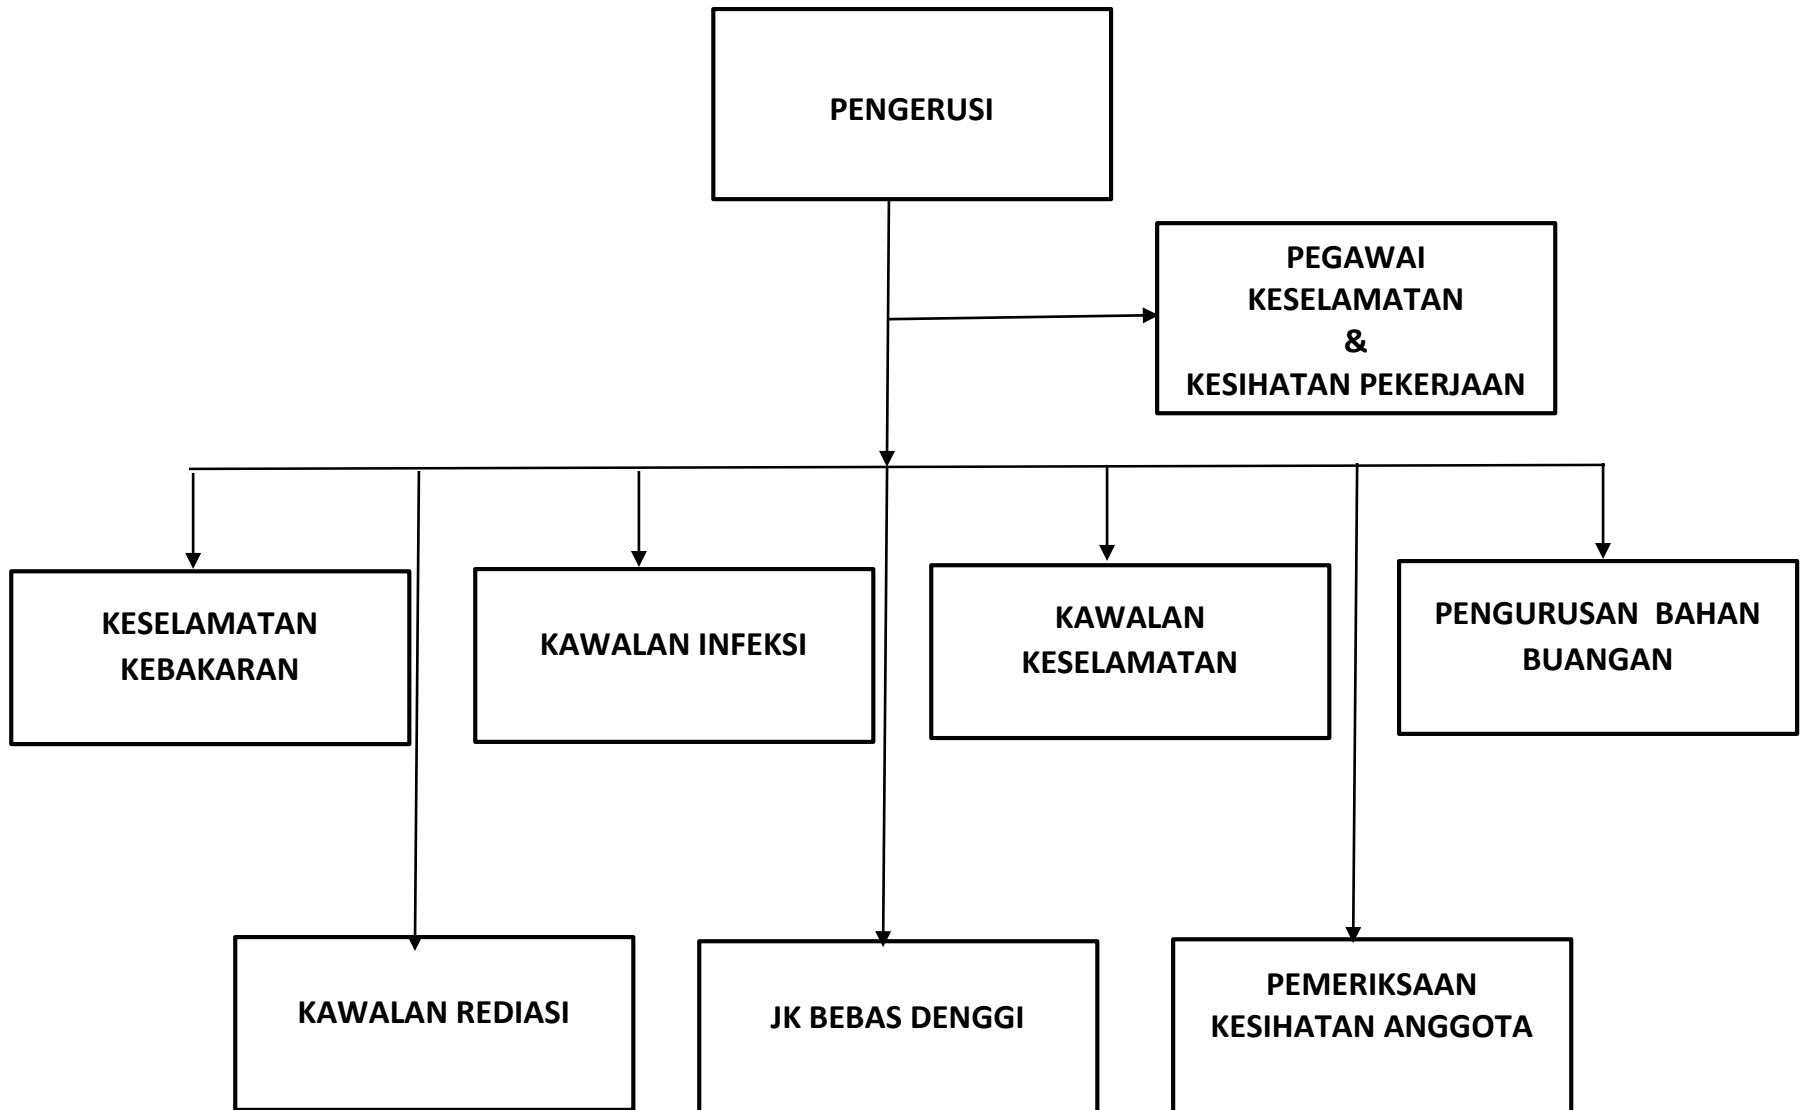 PENGERUSI
PEGAWAI
KESELAMATAN
&
KESIHATAN PEKERJAAN
KESELAMATAN
KEBAKARAN
KAWALAN INFEKSI
KAWALAN
KESELAMATAN
PENGURUSAN  BAHAN
BUANGAN
KAWALAN REDIASI
JK BEBAS DENGGI
PEMERIKSAAN
KESIHATAN ANGGOTA